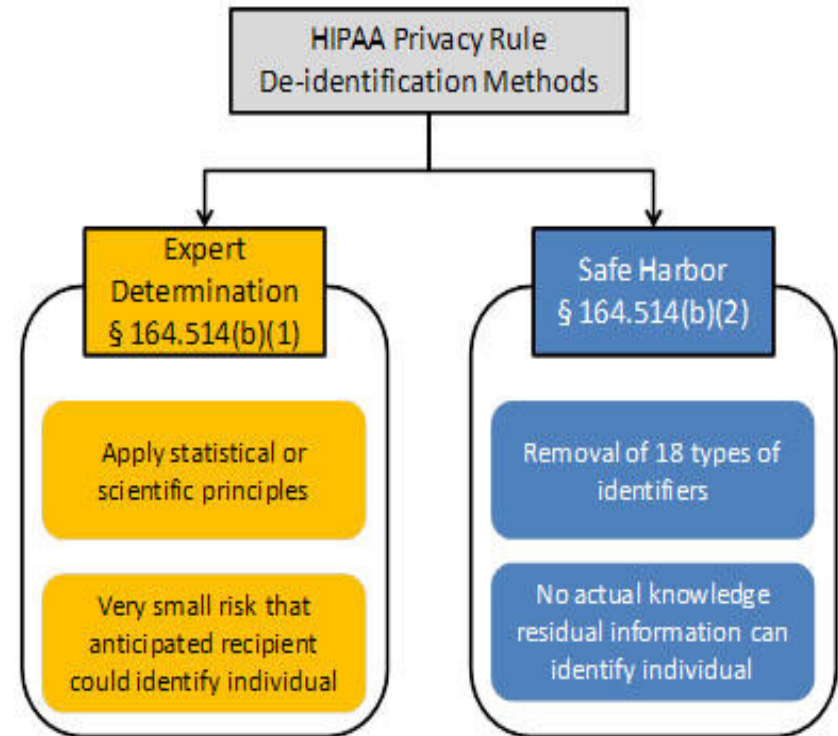 HIPAA Privacy Rule
De-identification Methods
Expert
Determination
§ 164.514(b)(1)
Apply statistical or
scientific principles
Very small risk that
anticipated recipient
could identify individual
Safe Harbor
§ 164.514(b)(2)
Removal of 18 types of
identifiers
No actual knowledge
residual information can
identify individual